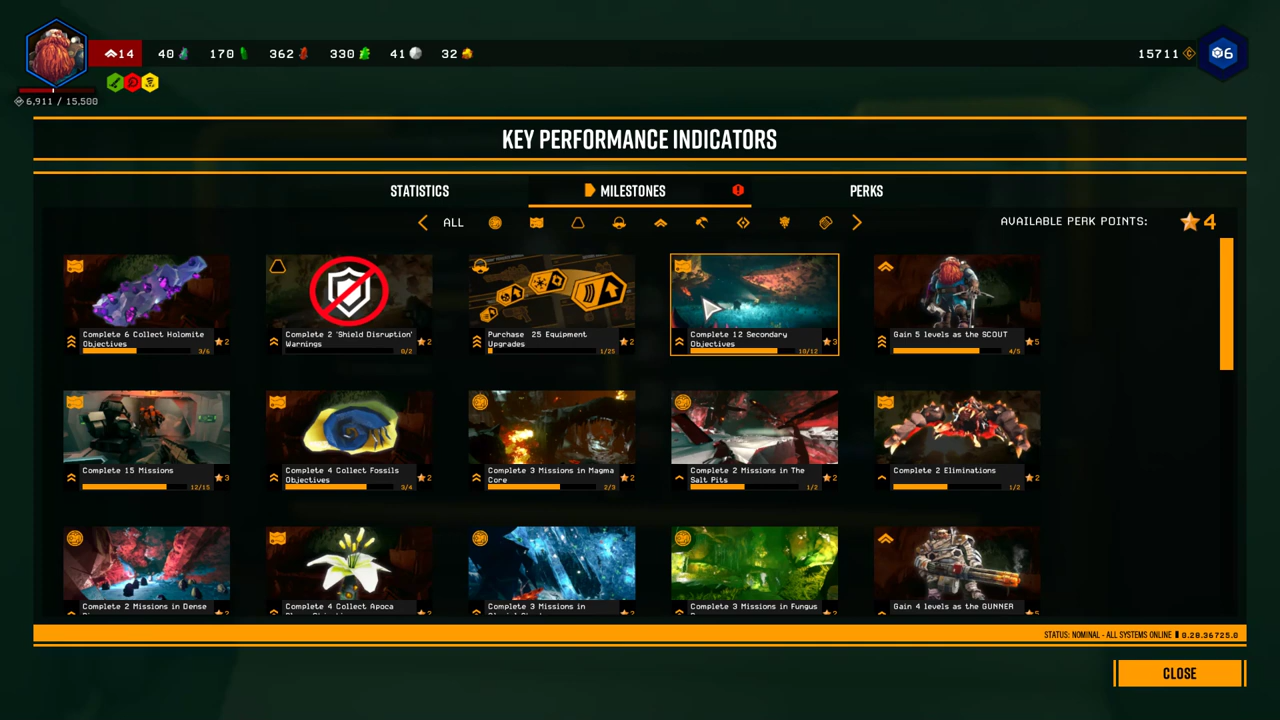 14 40 170 362 330 41 32 15711 6
6,911 / 15,500
KEY PERFORMANCE INDICATORS
STATISTICS MILESTONES PERKS
ALL AVAILABLE PERK POINTS: 4
Complete 6 Collect Holomite
Objectives
3/6
2
Complete 2 'Shield Disruption'
Warnings
0/2
2
Purchase 25 Equipment
Upgrades
1/25
2
Complete 12 Secondary
Objectives
10/12
3
Gain 5 levels as the SCOUT
4/5
5
Complete 15 Missions
12/15
3
Complete 4 Collect Fossils
Objectives
3/4
2
Complete 3 Missions in Magma
Core
2/3
2
Complete 2 Missions in The
Salt Pits
1/2
2
Complete 2 Eliminations
1/2
2
Complete 2 Missions in Dense
Complete 4 Collect Apoca
Complete 3 Missions in
Complete 3 Missions in Fungus
Gain 4 levels as the GUNNER
STATUS: NOMINAL - ALL SYSTEMS ONLINE 0.28.36725.0
CLOSE